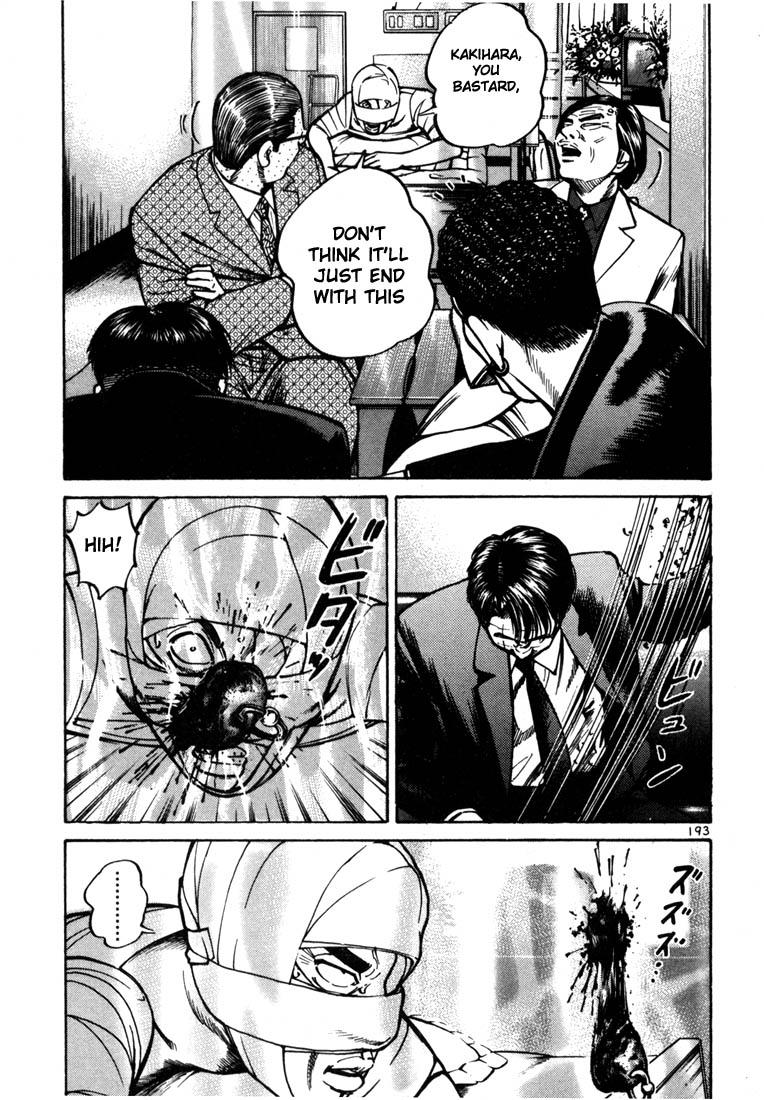 KAKIHARA,
YOU
BASTARD,
DON'T
THINK IT'LL
JUST END
WITH THIS
ビュン
HIH!
ビタッ
193
..........
ズズズ...